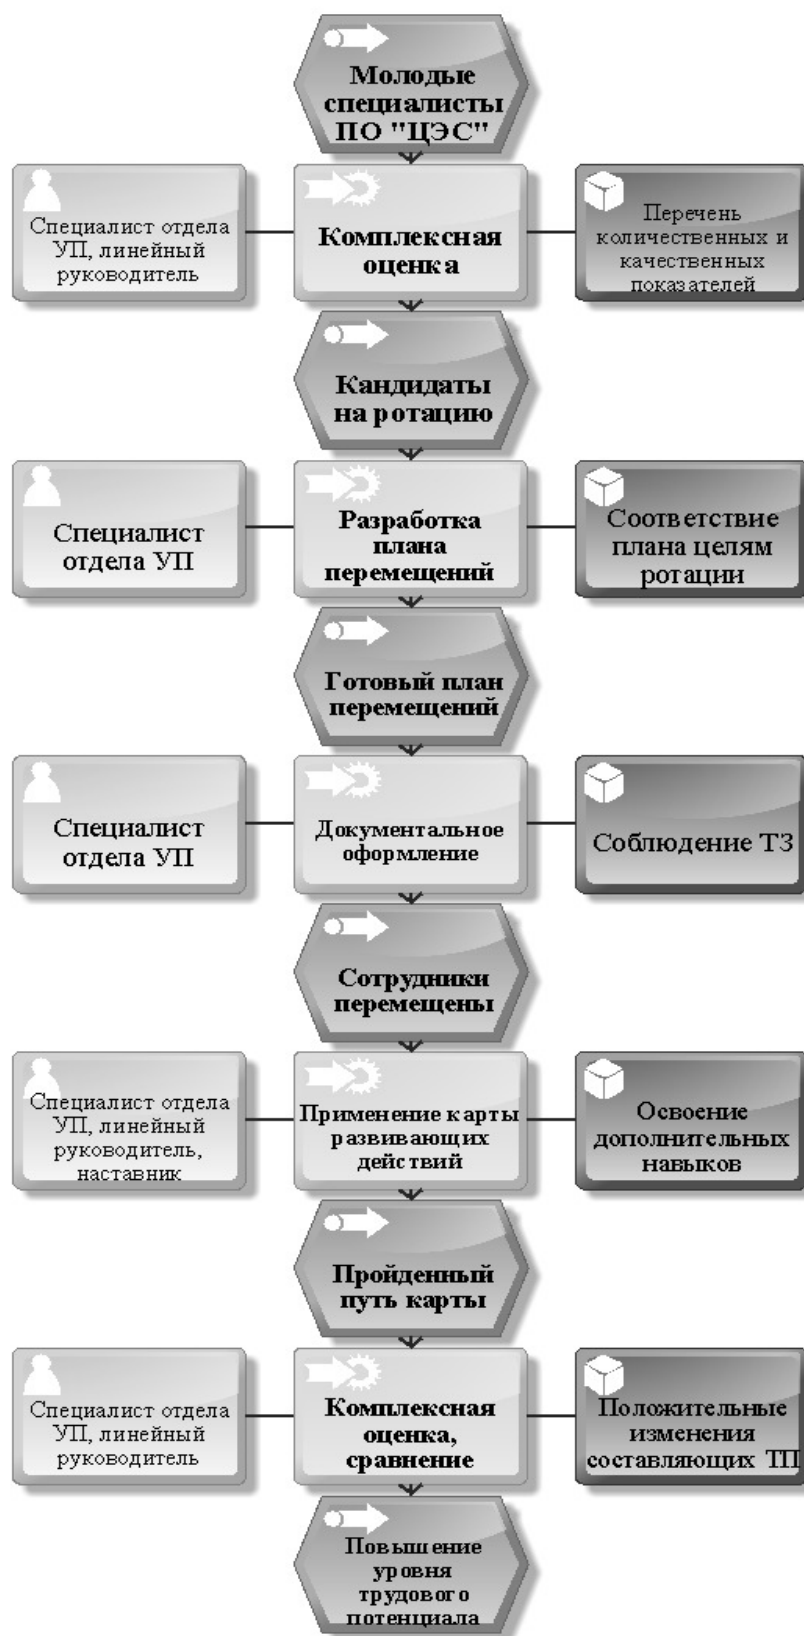 Молодые
специалисты
ПО "ЦЭС"
Специалист отдела
УП, линейный
руководитель
Комплексная
оценка
Перечень
количественных и
качественных
показателей
Кандидаты
на ротацию
Специалист
отдела УП
Разработка
плана
перемещений
Соответствие
плана целям
ротации
Готовый план
перемещений
Специалист
отдела УП
Документальное
оформление
Соблюдение ТЗ
Сотрудники
перемещены
Специалист отдела
УП, линейный
руководитель,
наставник
Применение карты
развивающих
действий
Освоение
дополнительных
навыков
Пройденный
путь карты
Специалист отдела
УП, линейный
руководитель
Комплексная
оценка,
сравнение
Положительные
изменения
составляющих ТП
Повышение
уровня
трудового
потенциала